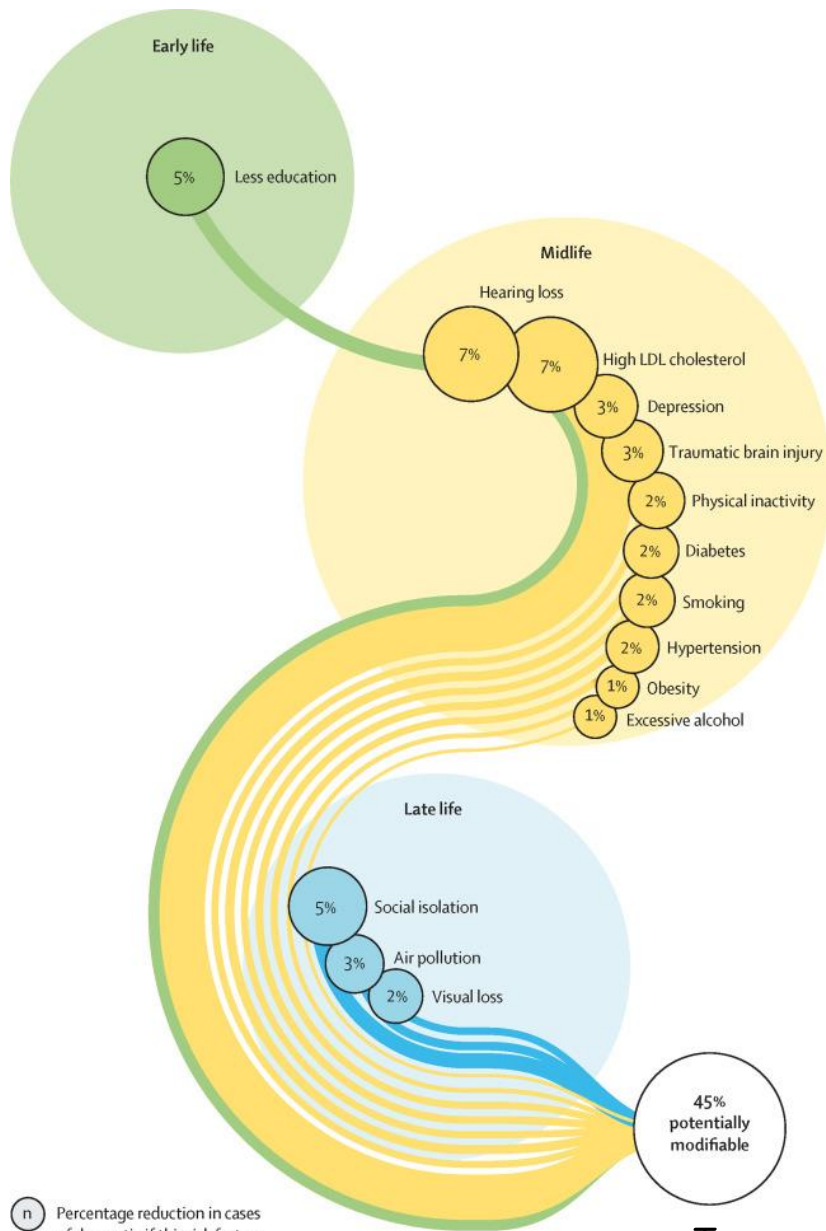 Early life
5%
Less education
Midlife
Hearing loss
7%
7%
High LDL cholesterol
3%
Depression
3%
Traumatic brain injury
2%
Physical inactivity
2%
Diabetes
2%
Smoking
2%
Hypertension
1%
Obesity
1%
Excessive alcohol
Late life
5%
Social isolation
3%
Air pollution
2%
Visual loss
45%
potentially
modifiable
n
Percentage reduction in cases